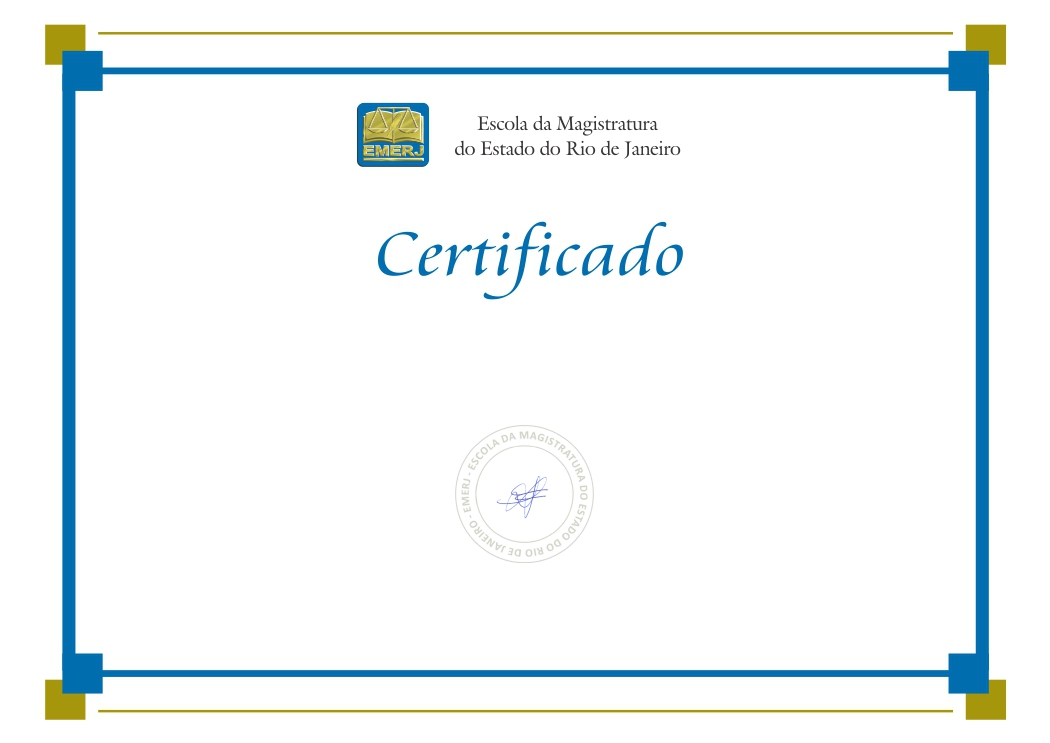 EMERJ
Escola da Magistratura
do Estado do Rio de Janeiro
Certificado
EMERJ - ESCOLA DA MAGISTRATURA DO ESTADO DO RIO DE JANEIRO -